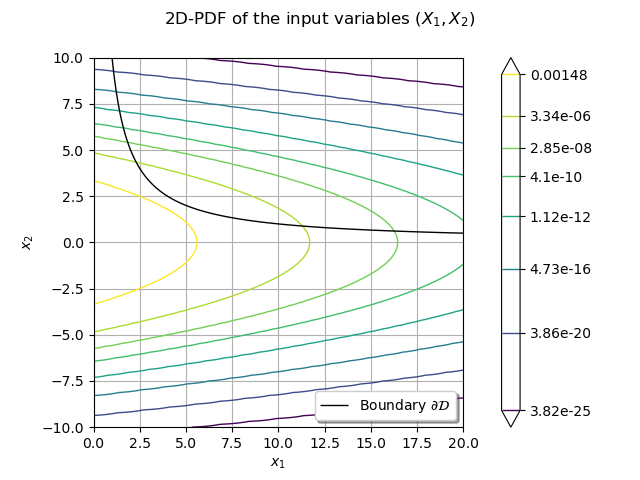 2D-PDF of the input variables (X₁, X₂)
10.0
7.5
5.0
2.5
0.0
−2.5
−5.0
−7.5
−10.0
x₂
0.0 2.5 5.0 7.5 10.0 12.5 15.0 17.5 20.0
x₁
Boundary ∂𝒟
0.00148
3.34e-06
2.85e-08
4.1e-10
1.12e-12
4.73e-16
3.86e-20
3.82e-25